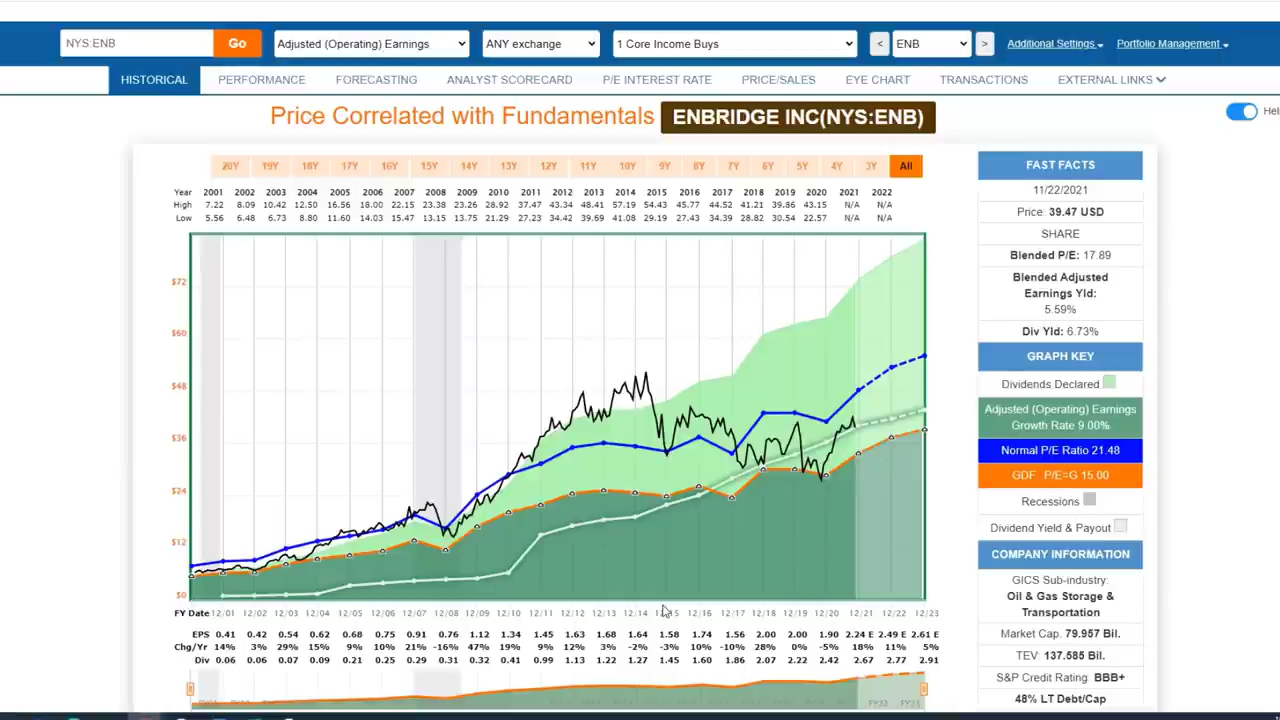 NYS:ENB Go Adjusted (Operating) Earnings ANY exchange 1 Core Income Buys < ENB > Additional Settings Portfolio Management
HISTORICAL PERFORMANCE FORECASTING ANALYST SCORECARD P/E INTEREST RATE PRICE/SALES EYE CHART TRANSACTIONS EXTERNAL LINKS
Price Correlated with Fundamentals ENBRIDGE INC(NYS:ENB)
Hel
20Y 19Y 18Y 17Y 16Y 15Y 14Y 13Y 12Y 11Y 10Y 9Y 8Y 7Y 6Y 5Y 4Y 3Y All
Year 2001 2002 2003 2004 2005 2006 2007 2008 2009 2010 2011 2012 2013 2014 2015 2016 2017 2018 2019 2020 2021 2022
High 7.22 8.09 10.42 12.50 16.56 18.00 22.15 23.38 23.26 28.92 37.47 43.34 48.41 57.19 54.43 45.77 44.52 41.21 39.86 43.15 N/A N/A
Low 5.56 6.48 6.73 8.80 11.60 14.03 15.47 13.15 13.75 21.29 27.23 34.42 39.69 41.08 29.19 27.43 34.39 28.82 30.54 22.57 N/A N/A
$72
$60
$48
$36
$24
$12
$0
FY Date 12/01 12/02 12/03 12/04 12/05 12/06 12/07 12/08 12/09 12/10 12/11 12/12 12/13 12/14 12/15 12/16 12/17 12/18 12/19 12/20 12/21 12/22 12/23
EPS 0.41 0.42 0.54 0.62 0.68 0.75 0.91 0.76 1.12 1.34 1.45 1.63 1.68 1.64 1.58 1.74 1.56 2.00 2.00 1.90 2.24 E 2.49 E 2.61 E
Chg/Yr 14% 3% 29% 15% 9% 10% 21% -16% 47% 19% 9% 12% 3% -2% -3% 10% -10% 28% 0% -5% 18% 11% 5%
Div 0.06 0.06 0.07 0.09 0.21 0.25 0.29 0.31 0.32 0.41 0.99 1.13 1.22 1.27 1.45 1.60 1.86 2.07 2.22 2.42 2.67 2.77 2.91
FY22
FAST FACTS
11/22/2021
Price: 39.47 USD
SHARE
Blended P/E: 17.89
Blended Adjusted
Earnings Yld:
5.59%
Div Yld: 6.73%
GRAPH KEY
Dividends Declared
Adjusted (Operating) Earnings
Growth Rate 9.00%
Normal P/E Ratio 21.48
GDF P/E=G 15.00
Recessions
Dividend Yield & Payout
COMPANY INFORMATION
GICS Sub-industry:
Oil & Gas Storage &
Transportation
Market Cap. 79.957 Bil.
TEV: 137.585 Bil.
S&P Credit Rating: BBB+
48% LT Debt/Cap